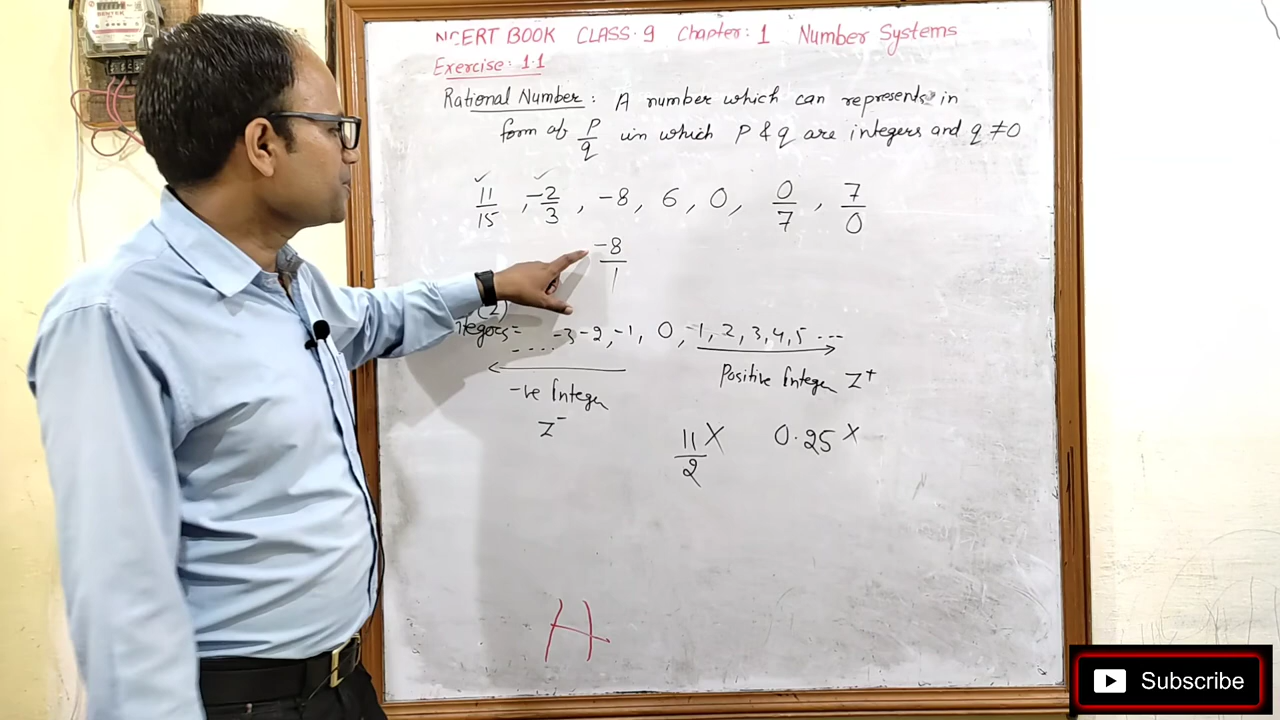 NCERT BOOK CLASS·9 Chapter: 1 Number Systems
Exercise: 1·1
Rational Number: A number which can represents in
form of p/q in which p & q are integers and q ≠ 0
11/15, -2/3, -8, 6, 0, 0/7, 7/0
-8/1
(Z)
tegers= .... -3 -2, -1, 0, 1, 2, 3, 4, 5 ...
-ve Integer Positive Integer Z⁺
Z⁻
11/2 X 0.25 X
H
Subscribe